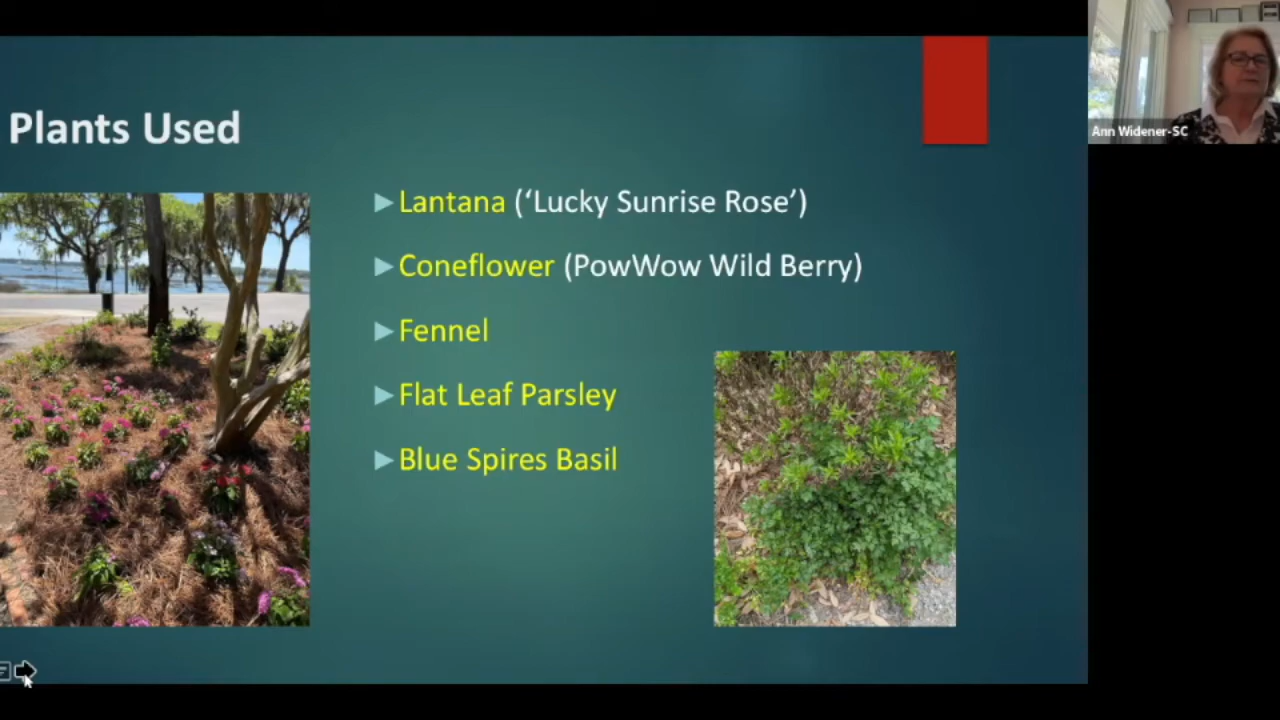 Plants Used
Lantana (‘Lucky Sunrise Rose’)
Coneflower (PowWow Wild Berry)
Fennel
Flat Leaf Parsley
Blue Spires Basil
Ann Widener-SC